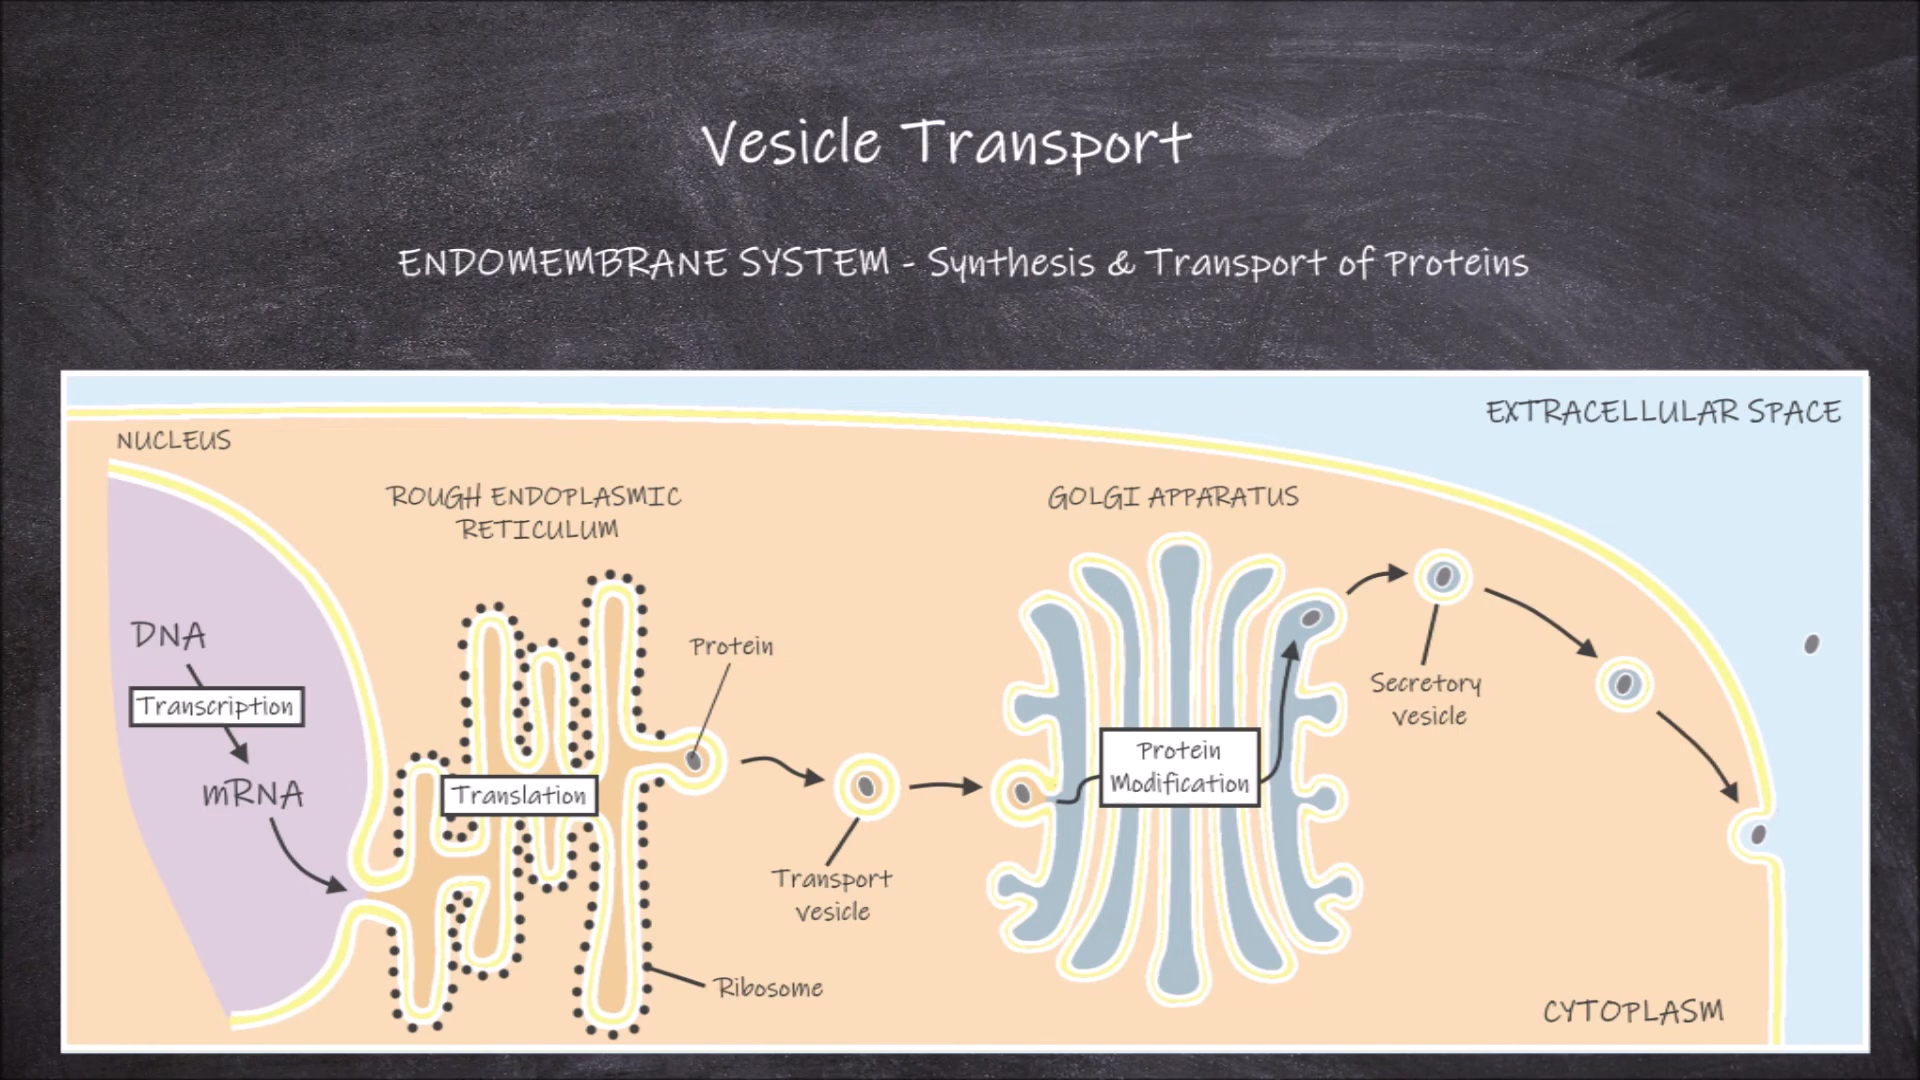 Vesicle Transport
ENDOMEMBRANE SYSTEM - Synthesis & Transport of Proteins
EXTRACELLULAR SPACE
NUCLEUS
ROUGH ENDOPLASMIC
RETICULUM
GOLGI APPARATUS
DNA
Transcription
mRNA
Translation
Protein
Transport
vesicle
Ribosome
Protein
Modification
Secretory
vesicle
CYTOPLASM